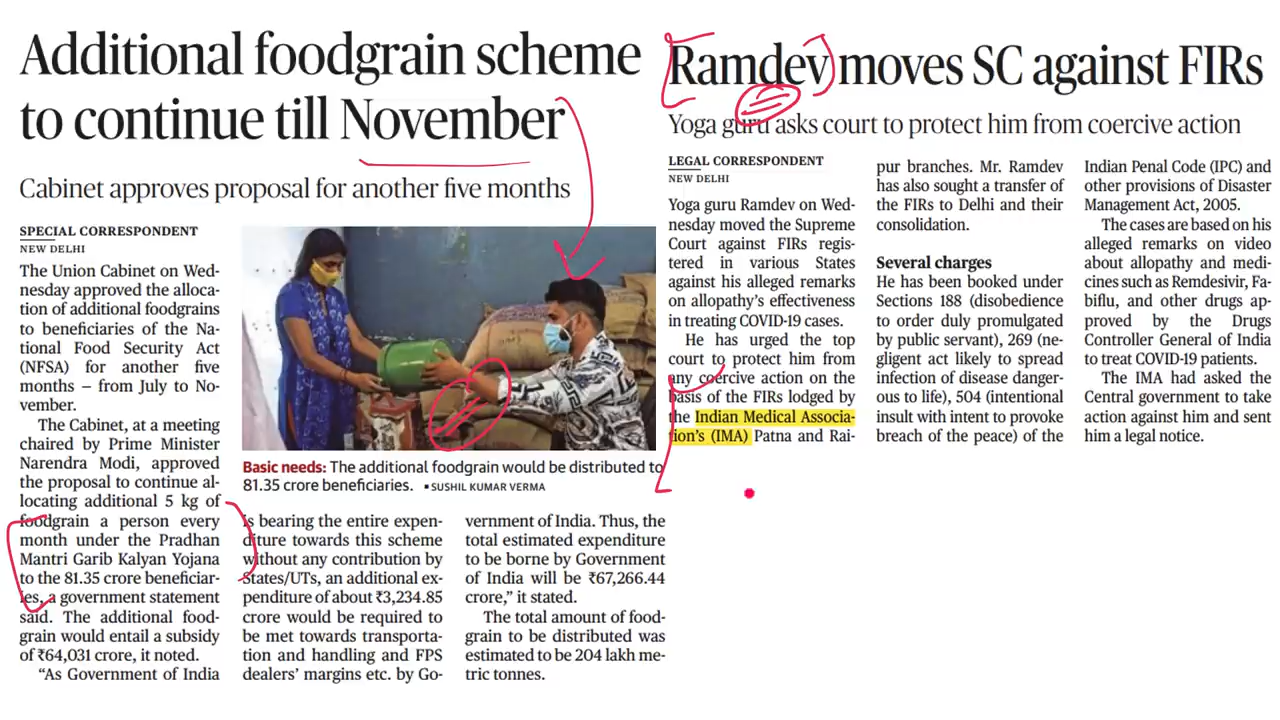 Additional foodgrain scheme
to continue till November
Cabinet approves proposal for another five months
SPECIAL CORRESPONDENT
NEW DELHI
The Union Cabinet on Wed-
nesday approved the alloca-
tion of additional foodgrains
to beneficiaries of the Na-
tional Food Security Act
(NFSA) for another five
months – from July to No-
vember.
The Cabinet, at a meeting
chaired by Prime Minister
Narendra Modi, approved
the proposal to continue al-
locating additional 5 kg of
foodgrain a person every
month under the Pradhan
Mantri Garib Kalyan Yojana
to the 81.35 crore beneficiar-
ies, a government statement
said. The additional food-
grain would entail a subsidy
of ₹64,031 crore, it noted.
“As Government of India
Basic needs: The additional foodgrain would be distributed to
81.35 crore beneficiaries. ▪ SUSHIL KUMAR VERMA
is bearing the entire expen-
diture towards this scheme
without any contribution by
States/UTs, an additional ex-
penditure of about ₹3,234.85
crore would be required to
be met towards transporta-
tion and handling and FPS
dealers’ margins etc. by Go-
vernment of India. Thus, the
total estimated expenditure
to be borne by Government
of India will be ₹67,266.44
crore,” it stated.
The total amount of food-
grain to be distributed was
estimated to be 204 lakh me-
tric tonnes.
Ramdev moves SC against FIRs
Yoga guru asks court to protect him from coercive action
LEGAL CORRESPONDENT
NEW DELHI
Yoga guru Ramdev on Wed-
nesday moved the Supreme
Court against FIRs regis-
tered in various States
against his alleged remarks
on allopathy’s effectiveness
in treating COVID-19 cases.
He has urged the top
court to protect him from
any coercive action on the
basis of the FIRs lodged by
the Indian Medical Associa-
tion’s (IMA) Patna and Rai-
pur branches. Mr. Ramdev
has also sought a transfer of
the FIRs to Delhi and their
consolidation.
Several charges
He has been booked under
Sections 188 (disobedience
to order duly promulgated
by public servant), 269 (ne-
gligent act likely to spread
infection of disease danger-
ous to life), 504 (intentional
insult with intent to provoke
breach of the peace) of the
Indian Penal Code (IPC) and
other provisions of Disaster
Management Act, 2005.
The cases are based on his
alleged remarks on video
about allopathy and medi-
cines such as Remdesivir, Fa-
biflu, and other drugs ap-
proved by the Drugs
Controller General of India
to treat COVID-19 patients.
The IMA had asked the
Central government to take
action against him and sent
him a legal notice.